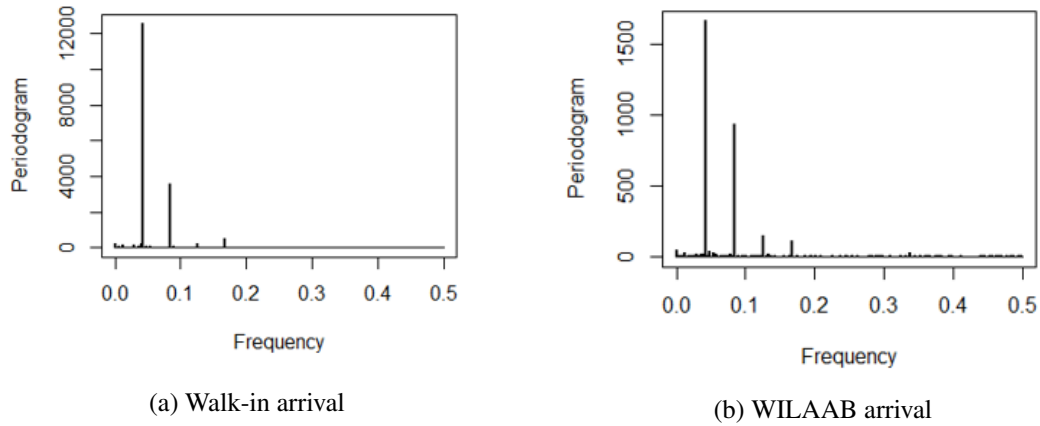 Periodogram
12000
8000
4000
0
0.0 0.1 0.2 0.3 0.4 0.5
Frequency
(a) Walk-in arrival
Periodogram
1500
1000
500
0
0.0 0.1 0.2 0.3 0.4 0.5
Frequency
(b) WILAAB arrival